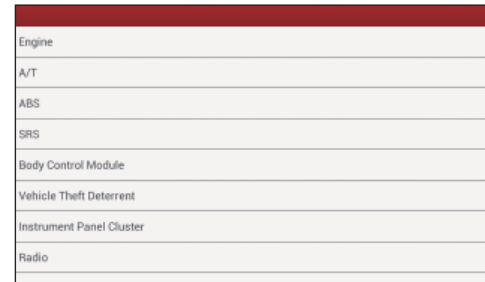 Engine
A/T
ABS
SRS
Body Control Module
Vehicle Theft Deterrent
Instrument Panel Cluster
Radio